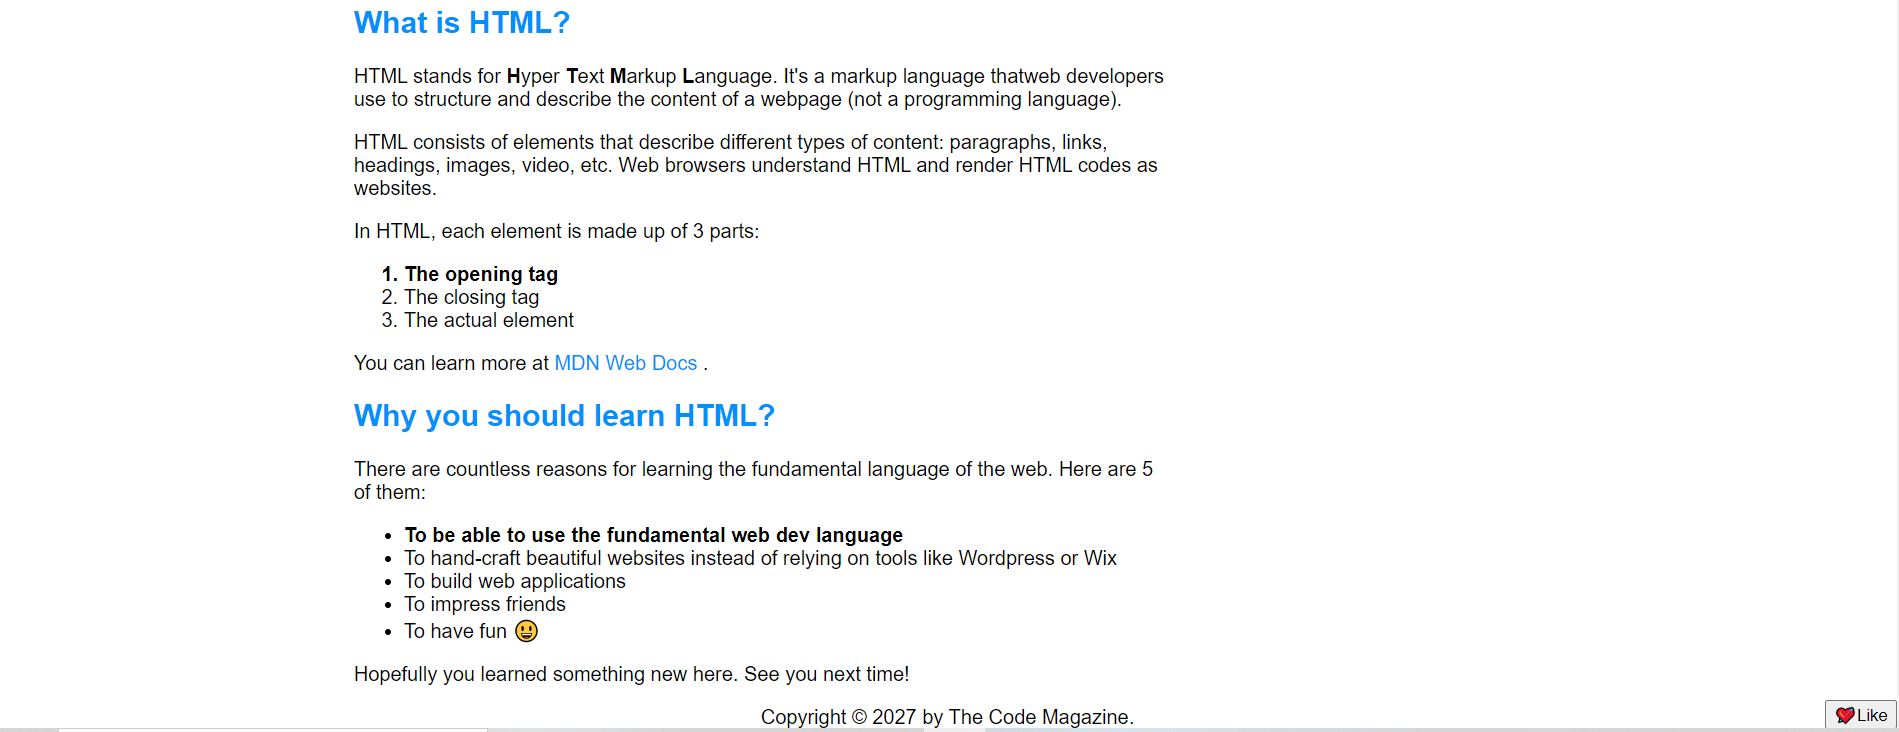 What is HTML?
HTML stands for Hyper Text Markup Language. It's a markup language thatweb developers
use to structure and describe the content of a webpage (not a programming language).
HTML consists of elements that describe different types of content: paragraphs, links,
headings, images, video, etc. Web browsers understand HTML and render HTML codes as
websites.
In HTML, each element is made up of 3 parts:
1. The opening tag
2. The closing tag
3. The actual element
You can learn more at MDN Web Docs .
Why you should learn HTML?
There are countless reasons for learning the fundamental language of the web. Here are 5
of them:
• To be able to use the fundamental web dev language
• To hand-craft beautiful websites instead of relying on tools like Wordpress or Wix
• To build web applications
• To impress friends
• To have fun 😃
Hopefully you learned something new here. See you next time!
Copyright © 2027 by The Code Magazine.
❤️Like